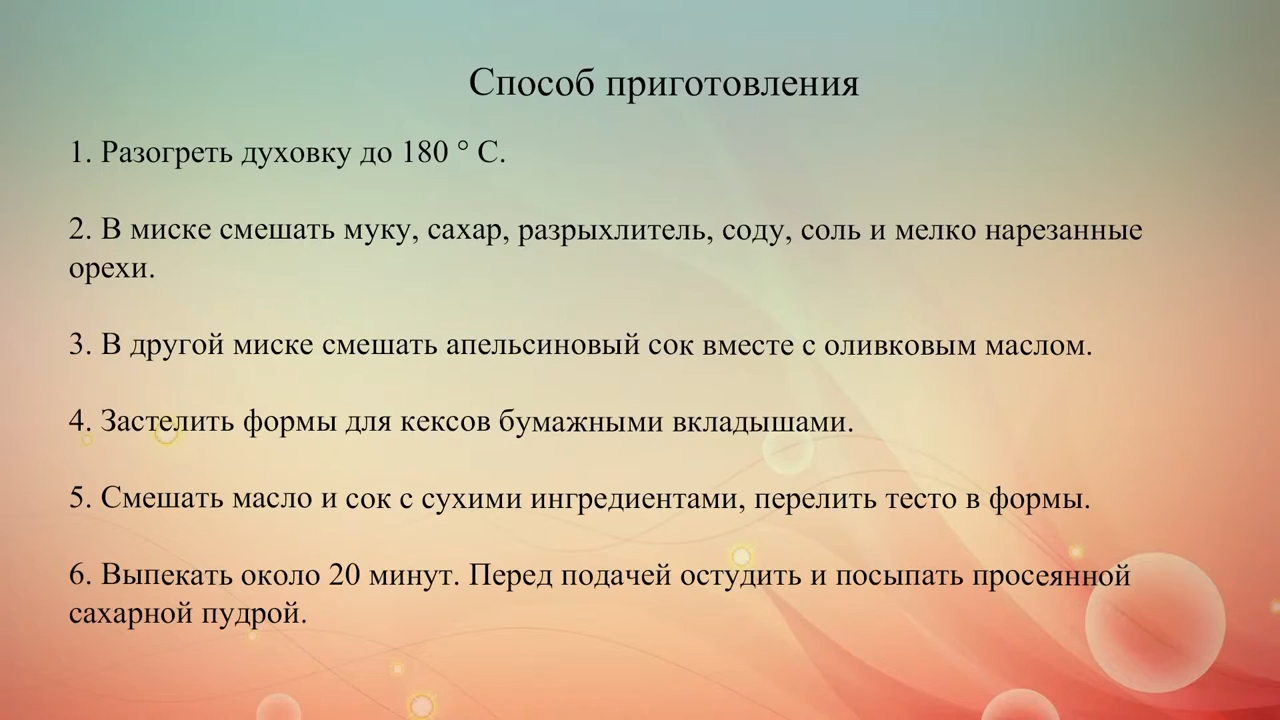 Способ приготовления
1. Разогреть духовку до 180 ° C.
2. В миске смешать муку, сахар, разрыхлитель, соду, соль и мелко нарезанные
орехи.
3. В другой миске смешать апельсиновый сок вместе с оливковым маслом.
4. Застелить формы для кексов бумажными вкладышами.
5. Смешать масло и сок с сухими ингредиентами, перелить тесто в формы.
6. Выпекать около 20 минут. Перед подачей остудить и посыпать просеянной
сахарной пудрой.